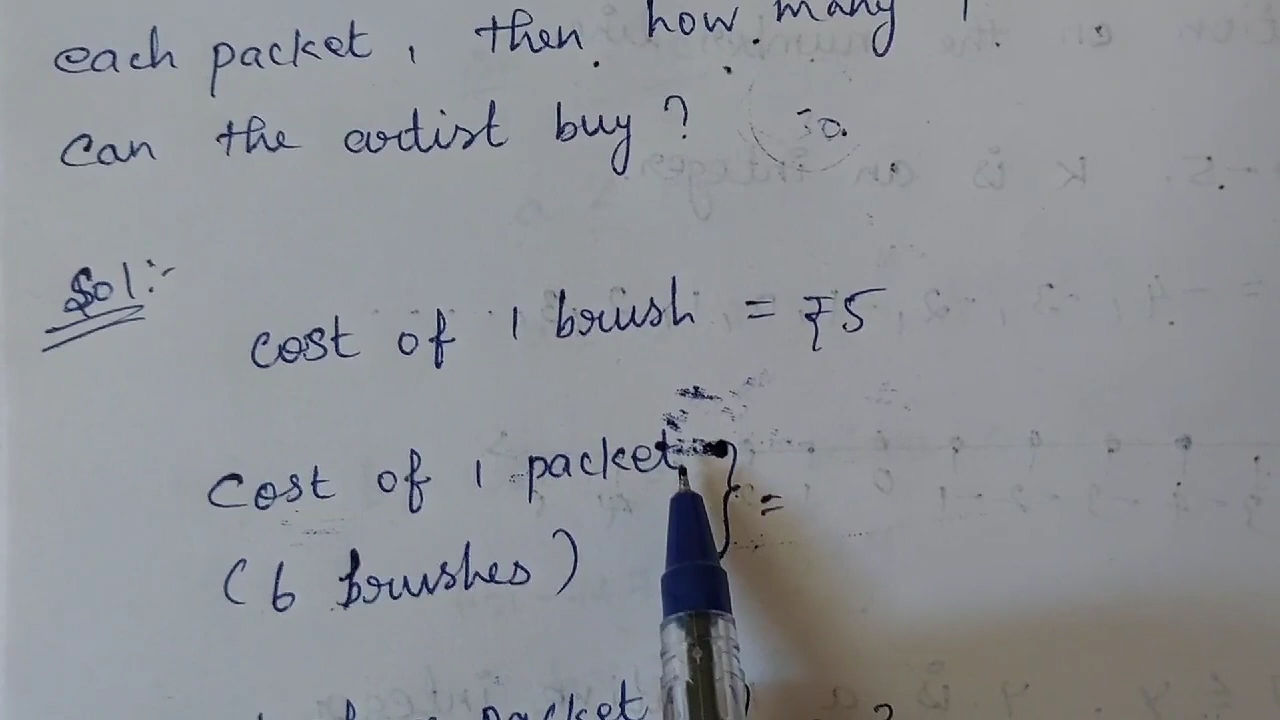 each packet, then how many
can the artist buy?
Sol:-
cost of 1 brush = ₹5
cost of 1 packet } =
(6 brushes)
packet ?